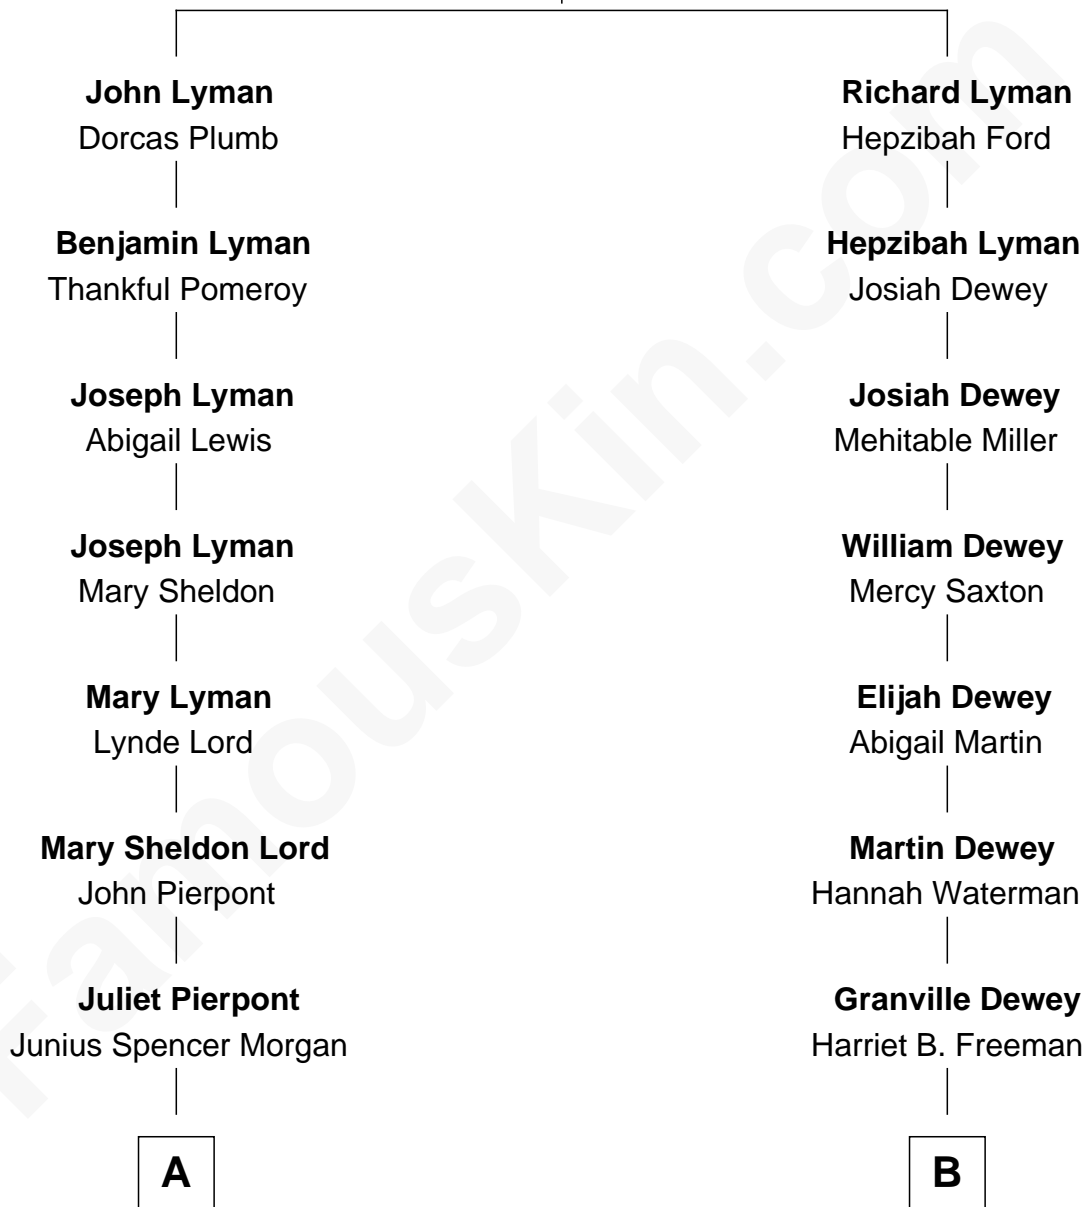 John Lyman
Dorcas Plumb
Richard Lyman
Hepzibah Ford
Benjamin Lyman
Thankful Pomeroy
Hepzibah Lyman
Josiah Dewey
Joseph Lyman
Abigail Lewis
Josiah Dewey
Mehitable Miller
Joseph Lyman
Mary Sheldon
William Dewey
Mercy Saxton
Mary Lyman
Lynde Lord
Elijah Dewey
Abigail Martin
Mary Sheldon Lord
John Pierpont
Martin Dewey
Hannah Waterman
Juliet Pierpont
Junius Spencer Morgan
Granville Dewey
Harriet B. Freeman
A
B
FamousKin.com